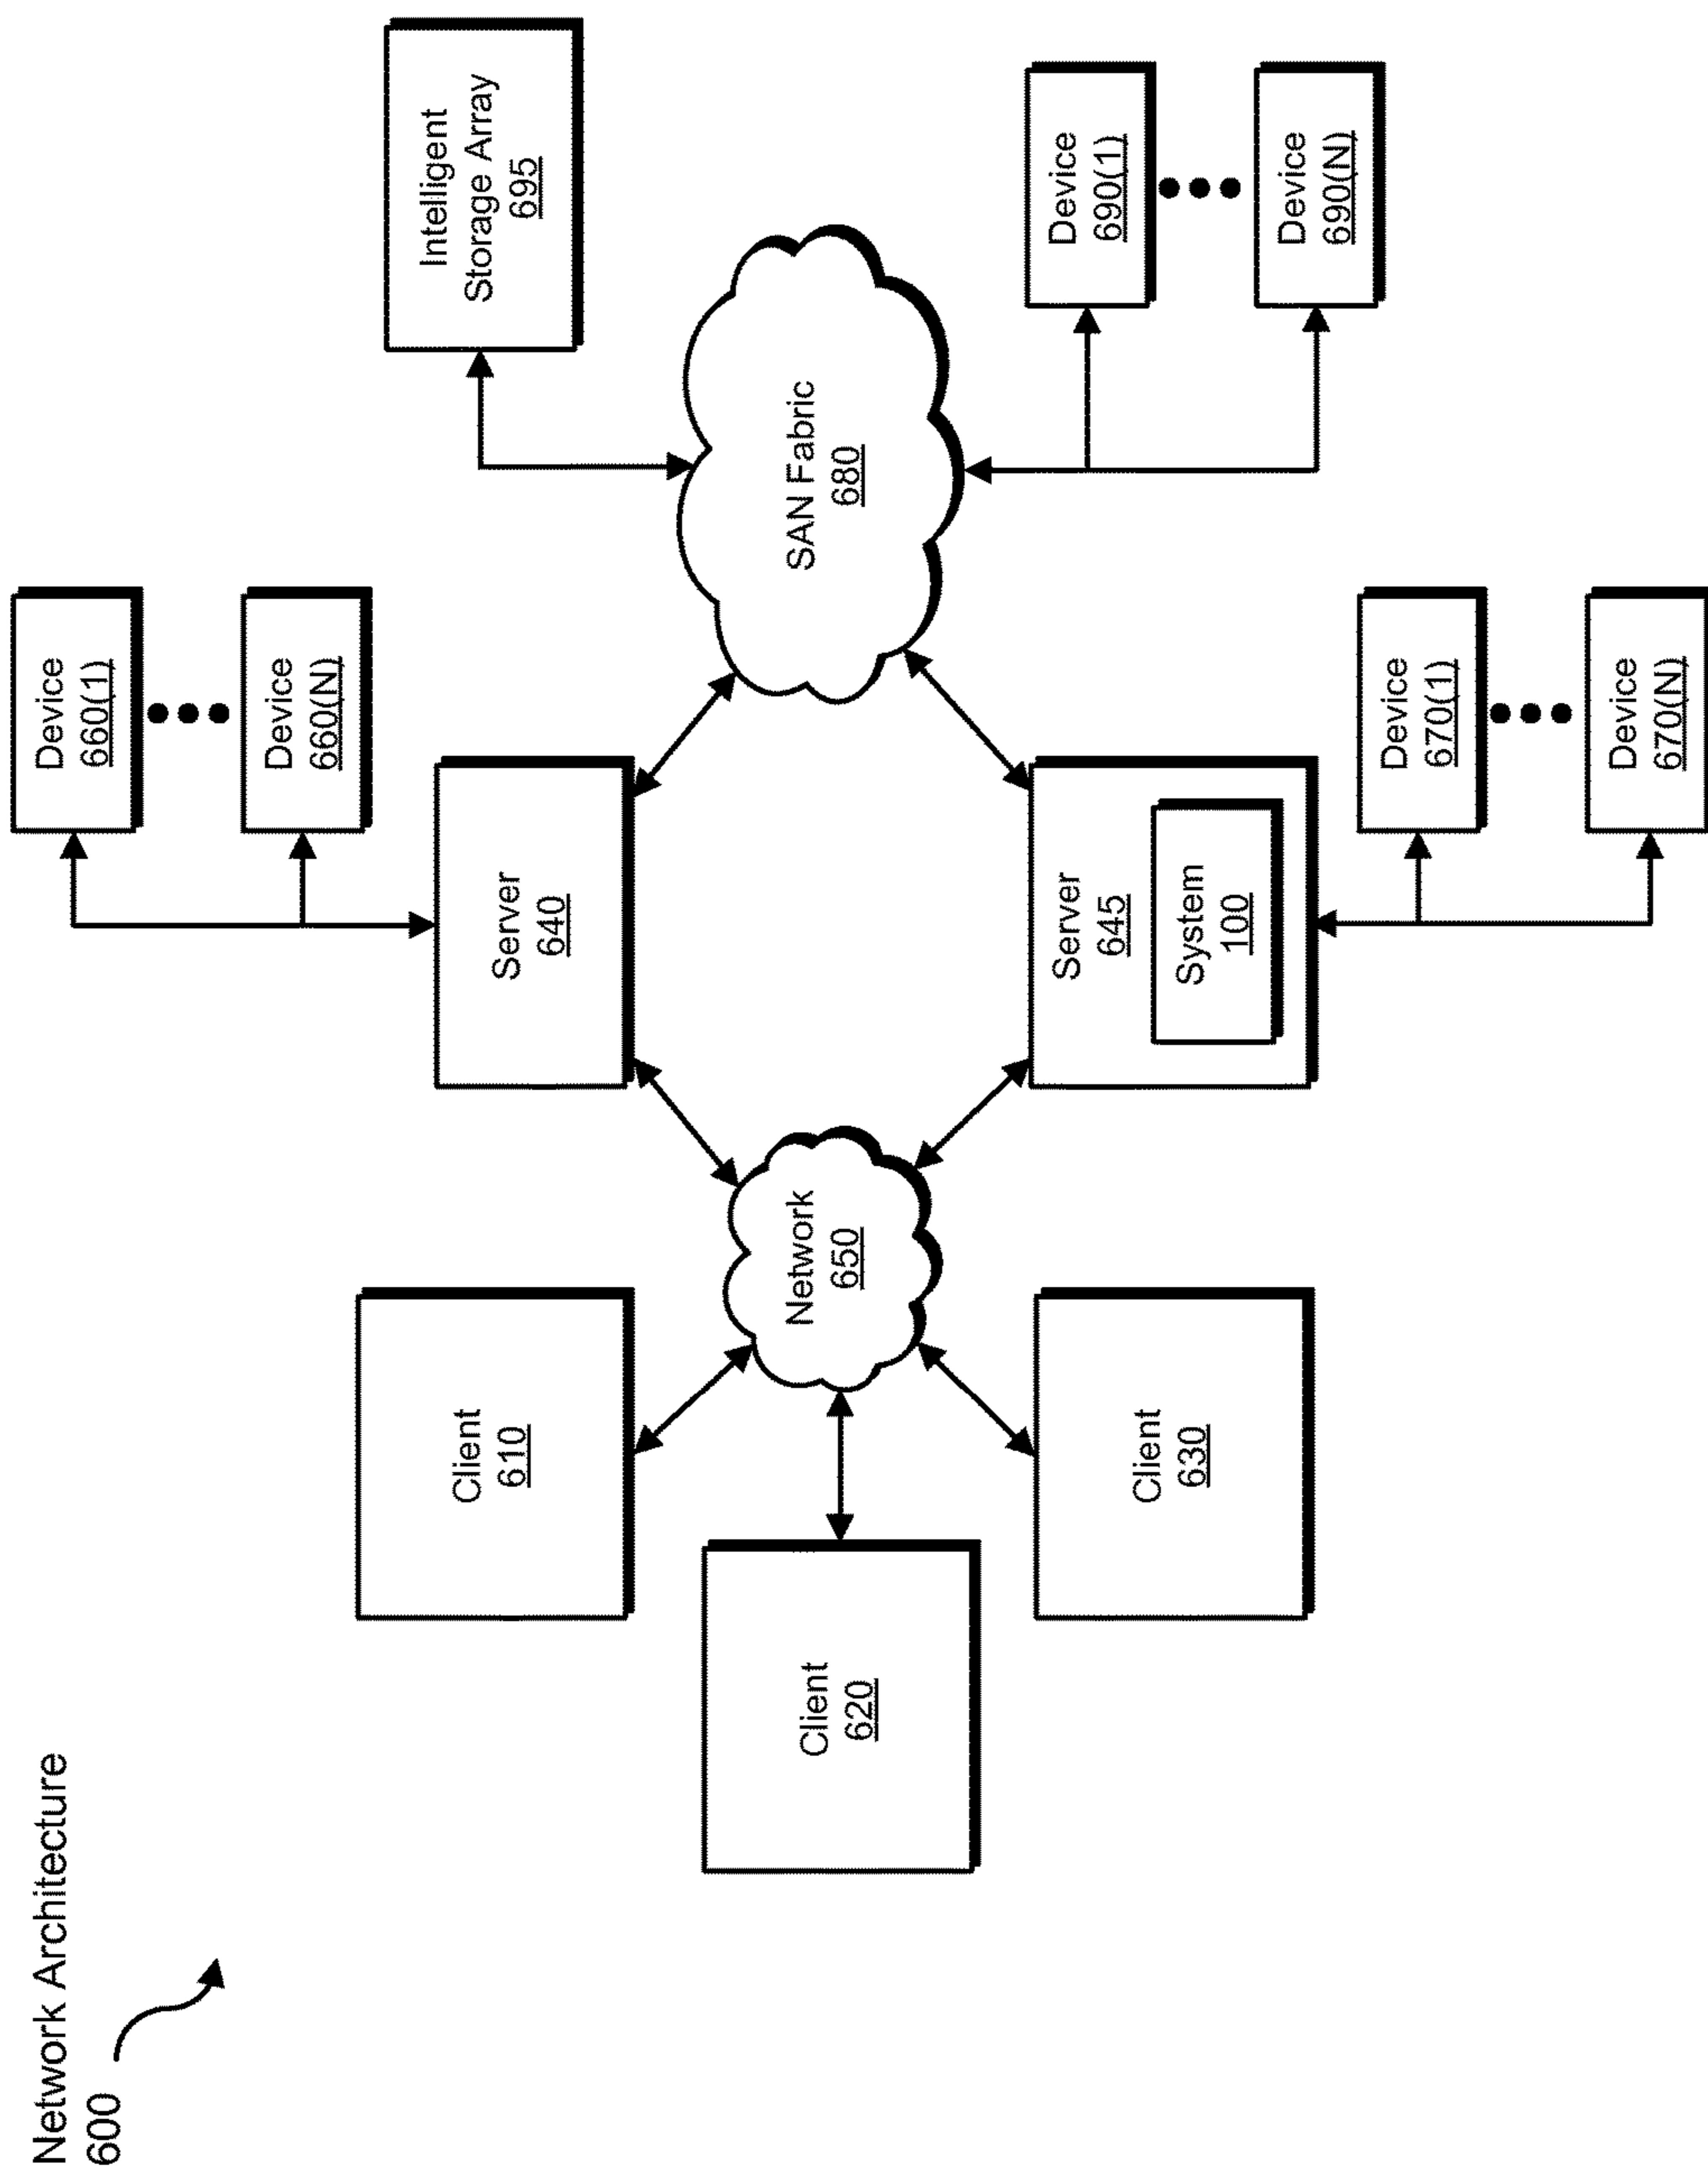 Network Architecture
600
Client
610
Client
620
Client
630
Network
650
Server
640
Server
645
System
100
Device
660(1)
Device
660(N)
Device
670(1)
Device
670(N)
SAN Fabric
680
Intelligent
Storage Array
695
Device
690(1)
Device
690(N)